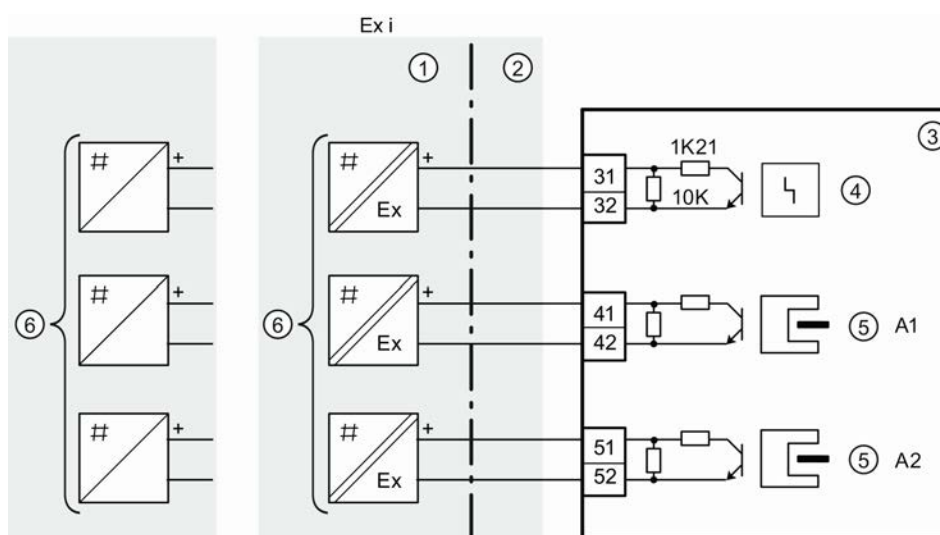 Ex i
① ②
③
# + # + 31 1K21
Ex 32 10K ④
⑥ # + ⑥ # + 41 ⑤ A1
Ex 42
# + # + 51 ⑤ A2
Ex 52